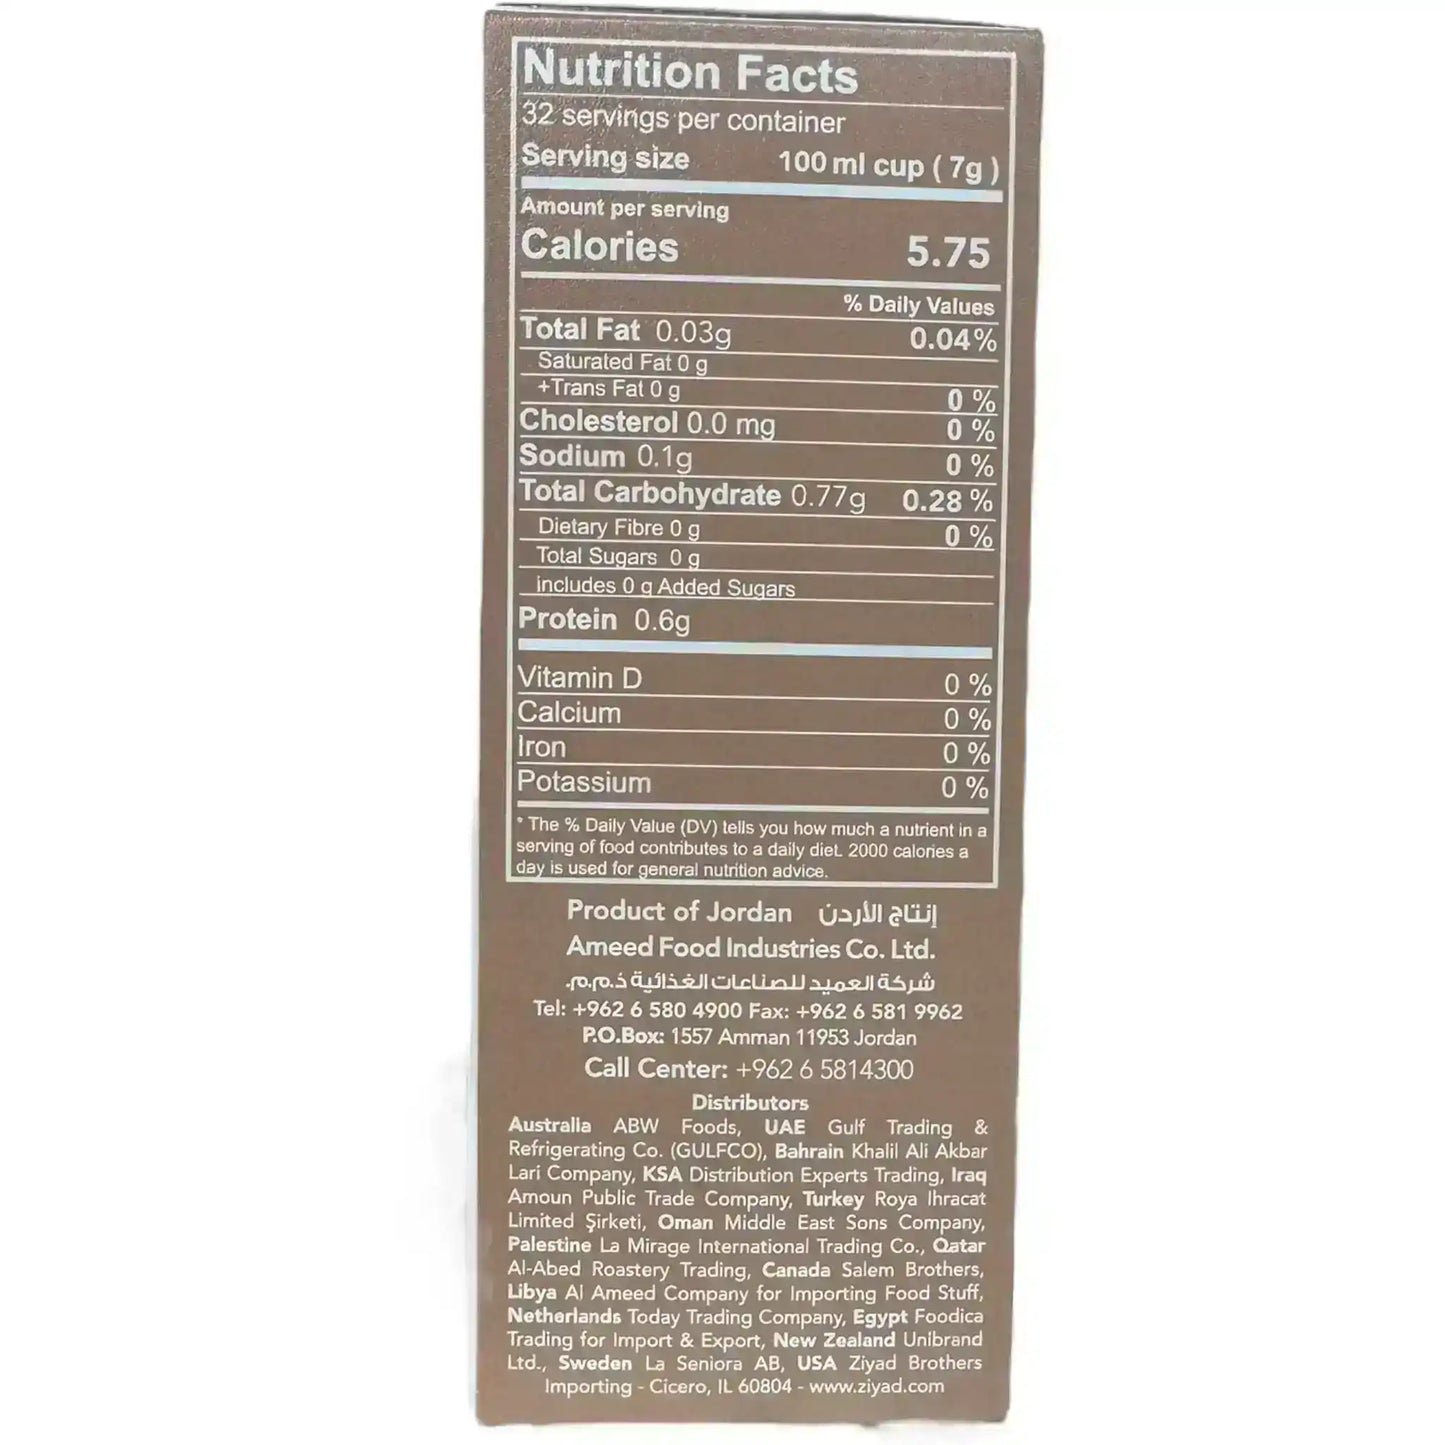 Nutrition Facts
32 servings per container
Serving size 100 ml cup ( 7g )
Amount per serving
Calories 5.75
% Daily Values
Total Fat 0.03g 0.04%
Saturated Fat 0 g
+Trans Fat 0 g 0 %
Cholesterol 0.0 mg 0 %
Sodium 0.1g 0 %
Total Carbohydrate 0.77g 0.28 %
Dietary Fibre 0 g 0 %
Total Sugars 0 g
includes 0 g Added Sugars
Protein 0.6g
Vitamin D 0 %
Calcium 0 %
Iron 0 %
Potassium 0 %
* The % Daily Value (DV) tells you how much a nutrient in a
serving of food contributes to a daily diet. 2000 calories a
day is used for general nutrition advice.
Product of Jordan إنتاج الأردن
Ameed Food Industries Co. Ltd.
شركة العميد للصناعات الغذائية ذ.م.م.
Tel: +962 6 580 4900 Fax: +962 6 581 9962
P.O.Box: 1557 Amman 11953 Jordan
Call Center: +962 6 5814300
Distributors
Australia ABW Foods, UAE Gulf Trading &
Refrigerating Co. (GULFCO), Bahrain Khalil Ali Akbar
Lari Company, KSA Distribution Experts Trading, Iraq
Amoun Public Trade Company, Turkey Roya Ihracat
Limited Şirketi, Oman Middle East Sons Company,
Palestine La Mirage International Trading Co., Qatar
Al-Abed Roastery Trading, Canada Salem Brothers,
Libya Al Ameed Company for Importing Food Stuff,
Netherlands Today Trading Company, Egypt Foodica
Trading for Import & Export, New Zealand Unibrand
Ltd., Sweden La Seniora AB, USA Ziyad Brothers
Importing - Cicero, IL 60804 - www.ziyad.com